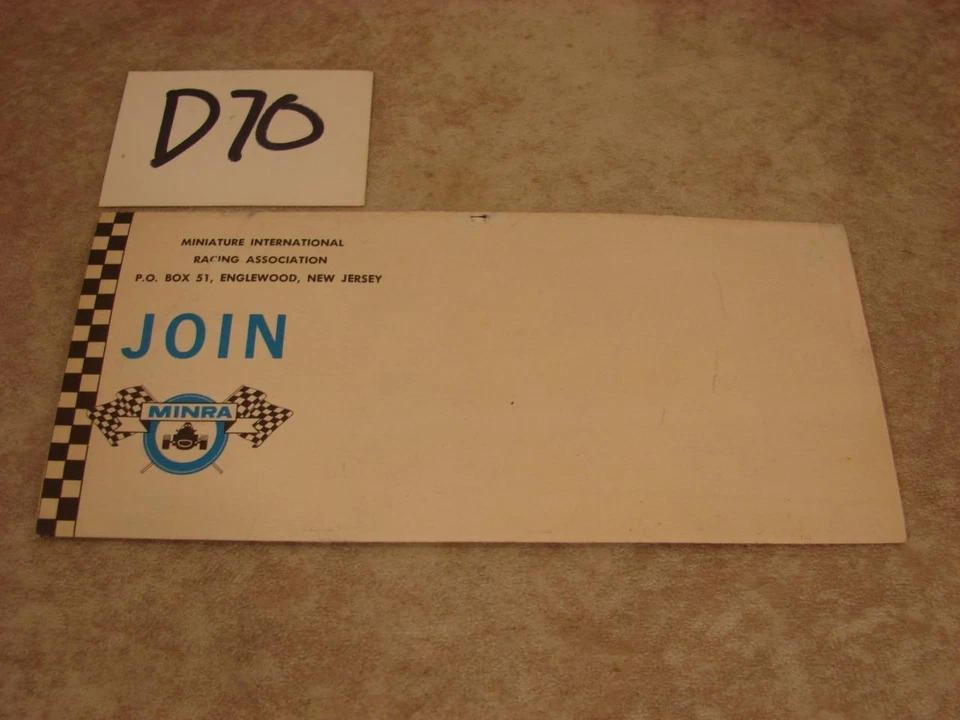 D70
MINIATURE INTERNATIONAL
RACING ASSOCIATION
P.O. BOX 51, ENGLEWOOD, NEW JERSEY
JOIN
MINRA